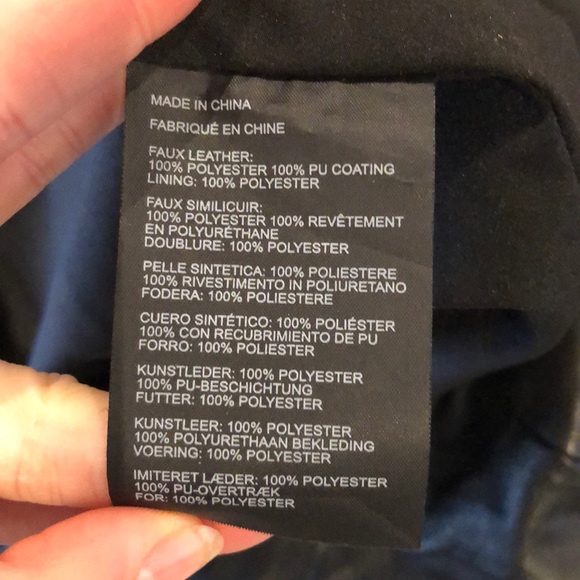 MADE IN CHINA
FABRIQUÉ EN CHINE
FAUX LEATHER:
100% POLYESTER 100% PU COATING
LINING: 100% POLYESTER
FAUX SIMILICUIR:
100% POLYESTER 100% REVÊTEMENT
EN POLYURÉTHANE
DOUBLURE: 100% POLYESTER
PELLE SINTETICA: 100% POLIESTERE
100% RIVESTIMENTO IN POLIURETANO
FODERA: 100% POLIESTERE
CUERO SINTÉTICO: 100% POLIÉSTER
100% CON RECUBRIMIENTO DE PU
FORRO: 100% POLIESTER
KUNSTLEDER: 100% POLYESTER
100% PU-BESCHICHTUNG
FUTTER: 100% POLYESTER
KUNSTLEER: 100% POLYESTER
100% POLYURETHAAN BEKLEDING
VOERING: 100% POLYESTER
IMITERET LÆDER: 100% POLYESTER
100% PU-OVERTRÆK
FOR: 100% POLYESTER